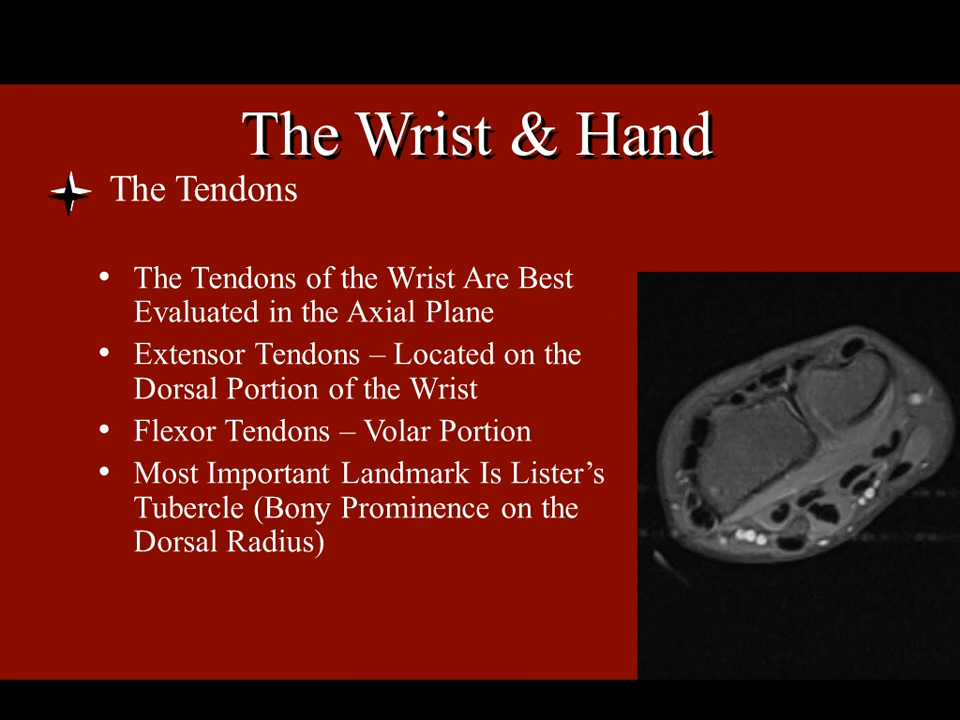 The Wrist & Hand
The Tendons
• The Tendons of the Wrist Are Best
Evaluated in the Axial Plane
• Extensor Tendons – Located on the
Dorsal Portion of the Wrist
• Flexor Tendons – Volar Portion
• Most Important Landmark Is Lister’s
Tubercle (Bony Prominence on the
Dorsal Radius)